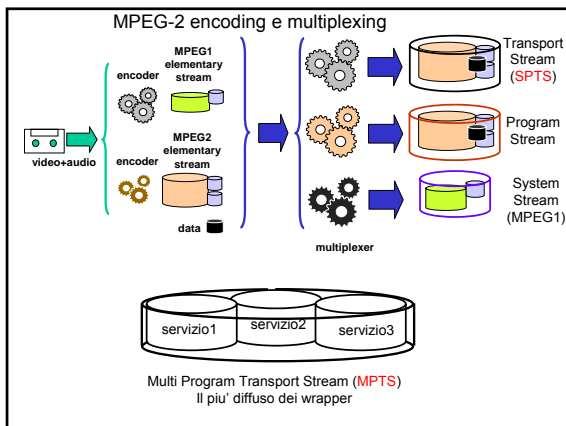 MPEG-2 encoding e multiplexing
MPEG1
elementary
stream
encoder
video+audio
MPEG2
elementary
stream
encoder
data
multiplexer
Transport
Stream
(SPTS)
Program
Stream
System
Stream
(MPEG1)
servizio1
servizio2
servizio3
Multi Program Transport Stream (MPTS)
Il piu' diffuso dei wrapper